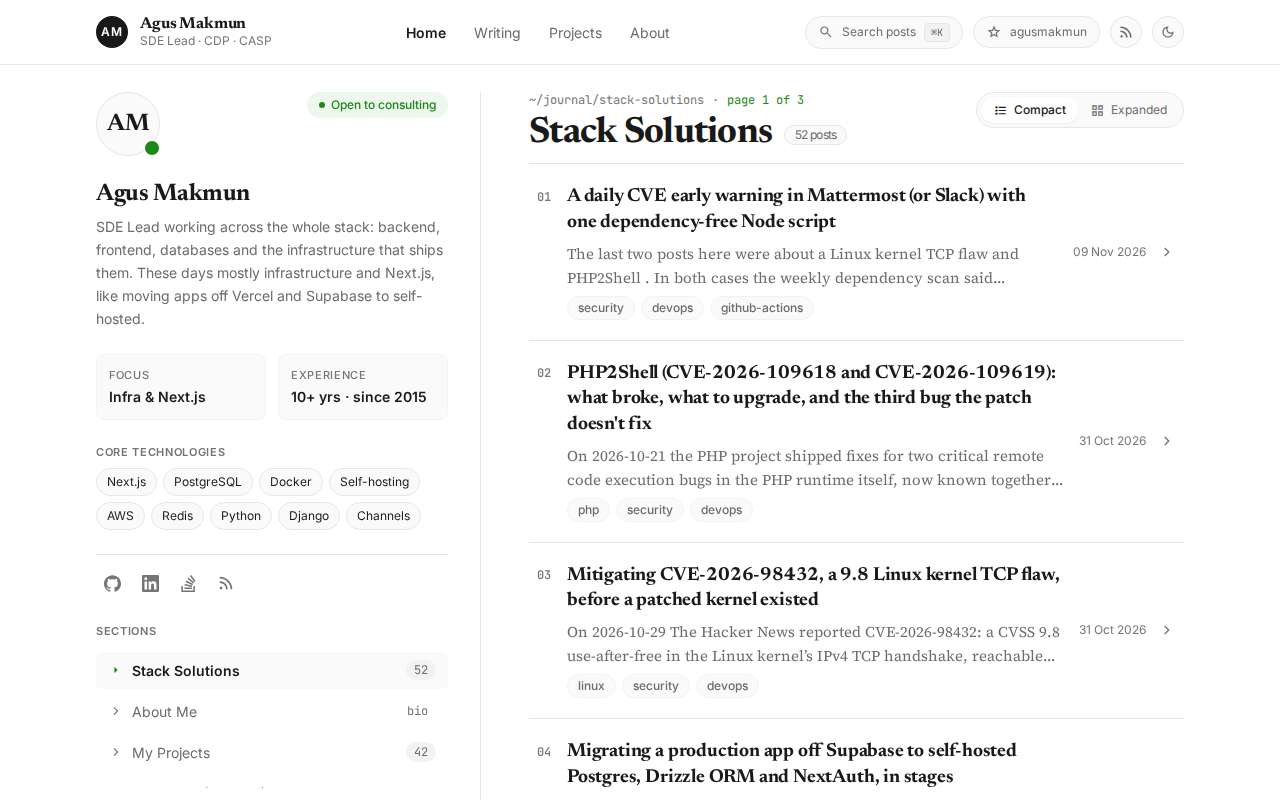 AM
Agus Makmun
SDE Lead · CDP · CASP
Home
Writing
Projects
About
Search posts ⌘K
agusmakmun
AM
Open to consulting
Agus Makmun
SDE Lead working across the whole stack: backend,
frontend, databases and the infrastructure that ships
them. These days mostly infrastructure and Next.js,
like moving apps off Vercel and Supabase to self-
hosted.
FOCUS
Infra & Next.js
EXPERIENCE
10+ yrs · since 2015
CORE TECHNOLOGIES
Next.js
PostgreSQL
Docker
Self-hosting
AWS
Redis
Python
Django
Channels
SECTIONS
Stack Solutions 52
About Me bio
My Projects 42
~/journal/stack-solutions · page 1 of 3
Stack Solutions 52 posts
Compact
Expanded
01
A daily CVE early warning in Mattermost (or Slack) with
one dependency-free Node script
The last two posts here were about a Linux kernel TCP flaw and
PHP2Shell . In both cases the weekly dependency scan said...
security
devops
github-actions
09 Nov 2026
02
PHP2Shell (CVE-2026-109618 and CVE-2026-109619):
what broke, what to upgrade, and the third bug the patch
doesn't fix
On 2026-10-21 the PHP project shipped fixes for two critical remote
code execution bugs in the PHP runtime itself, now known together...
php
security
devops
31 Oct 2026
03
Mitigating CVE-2026-98432, a 9.8 Linux kernel TCP flaw,
before a patched kernel existed
On 2026-10-29 The Hacker News reported CVE-2026-98432: a CVSS 9.8
use-after-free in the Linux kernel’s IPv4 TCP handshake, reachable...
linux
security
devops
31 Oct 2026
04
Migrating a production app off Supabase to self-hosted
Postgres, Drizzle ORM and NextAuth, in stages